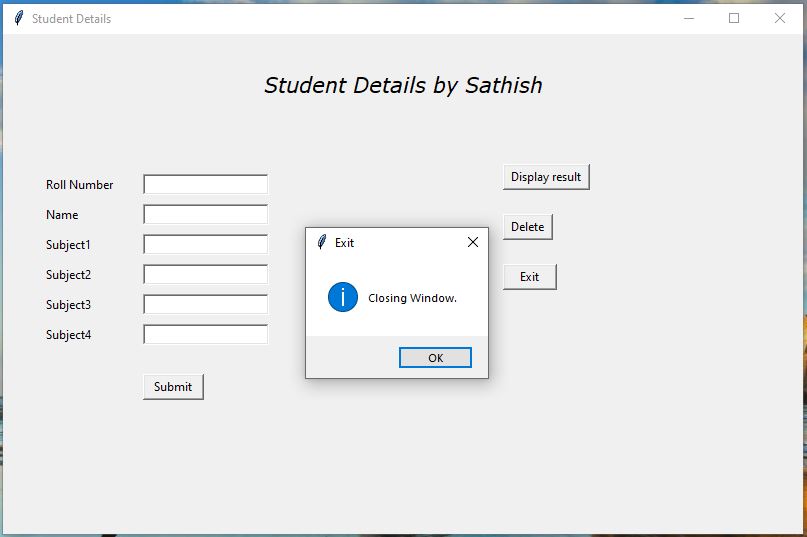 Student Details
Student Details by Sathish
Roll Number
Name
Subject1
Subject2
Subject3
Subject4
Submit
Display result
Delete
Exit
Exit
Closing Window.
OK